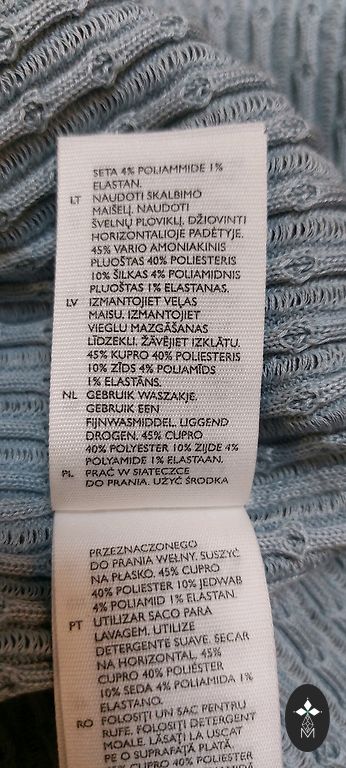 SETA 4% POLIAMMIDE 1%
ELASTAN.
LT NAUDOTI SKALBIMO
MAIŠELĮ. NAUDOTI
ŠVELNŲ PLOVIKLĮ. DŽIOVINTI
HORIZONTALIOJE PADĖTYJE.
45% VARIO AMONIAKINIS
PLUOŠTAS 40% POLIESTERIS
10% ŠILKAS 4% POLIAMIDNIS
PLUOŠTAS 1% ELASTANAS.
LV IZMANTOJIET VEĻAS
MAISU. IZMANTOJIET
VIEGLU MAZGĀŠANAS
LĪDZEKLI. ŽĀVĒJIET IZKLĀTU.
45% KUPRO 40% POLIESTERIS
10% ZĪDS 4% POLIAMĪDS
1% ELASTĀNS.
NL GEBRUIK WASZAKJE.
GEBRUIK EEN
FIJNWASMIDDEL. LIGGEND
DROGEN. 45% CUPRO
40% POLYESTER 10% ZIJDE 4%
POLYAMIDE 1% ELASTAAN.
PL PRAĆ W SIATECZCE
DO PRANIA. UŻYĆ ŚRODKA
PRZEZNACZONEGO
DO PRANIA WEŁNY. SUSZYĆ
NA PŁASKO. 45% CUPRO
40% POLIESTER 10% JEDWAB
4% POLIAMID 1% ELASTAN.
PT UTILIZAR SACO PARA
LAVAGEM. UTILIZE
DETERGENTE SUAVE. SECAR
NA HORIZONTAL. 45%
CUPRO 40% POLIÉSTER
10% SEDA 4% POLIAMIDA 1%
ELASTANO.
RO FOLOSIȚI UN SAC PENTRU
RUFE. FOLOSIȚI DETERGENT
MOALE. LĂSAȚI LA USCAT
PE O SUPRAFAȚĂ PLATĂ.
45% CUPRO 40% POLIESTER
M